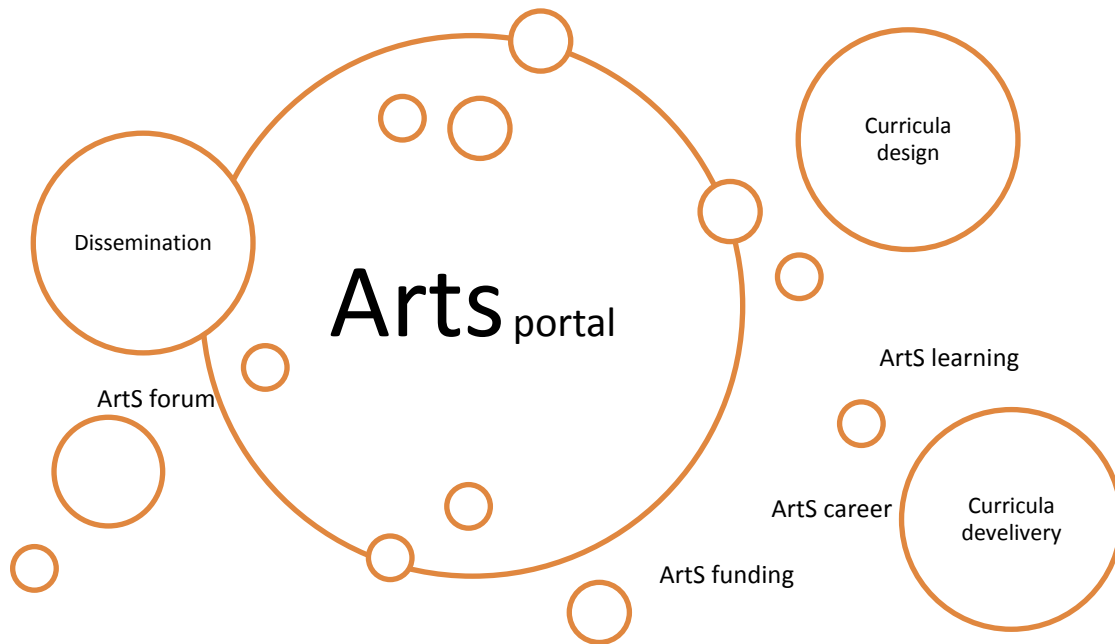 Curricula
design
Dissemination
Arts portal
ArtS learning
ArtS forum
ArtS career
Curricula
develivery
ArtS funding